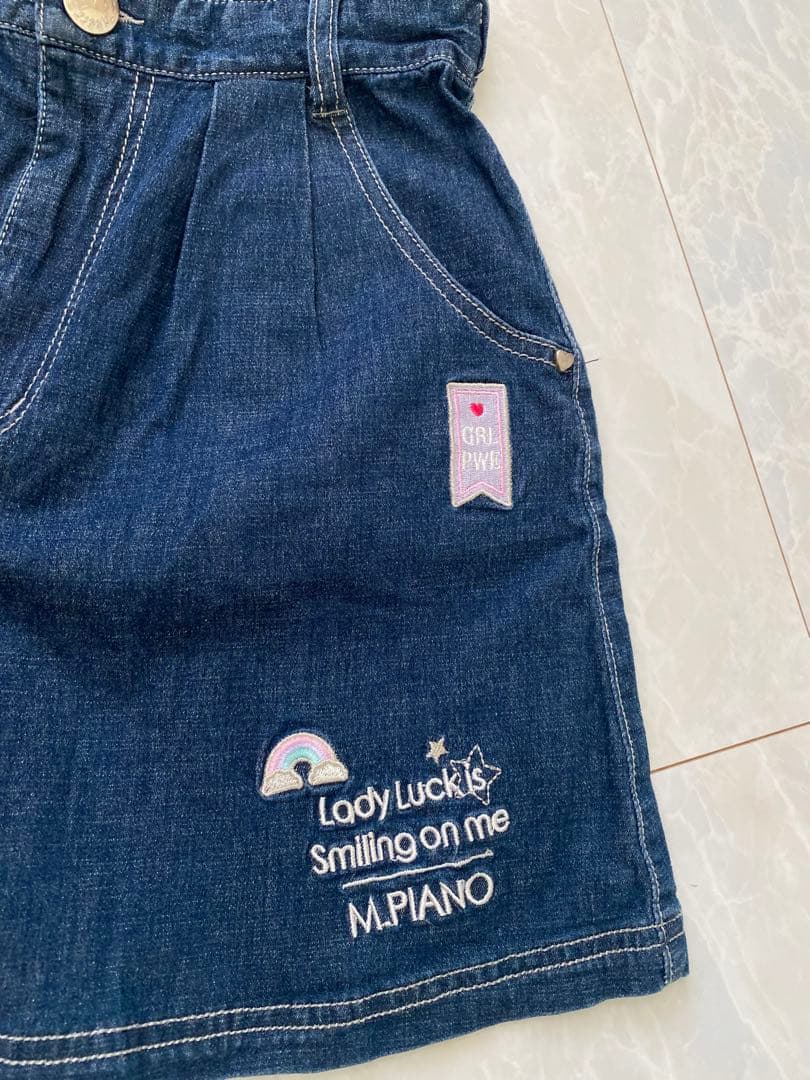 GRL
PWE
Lady Luck is
Smiling on me
M.PIANO